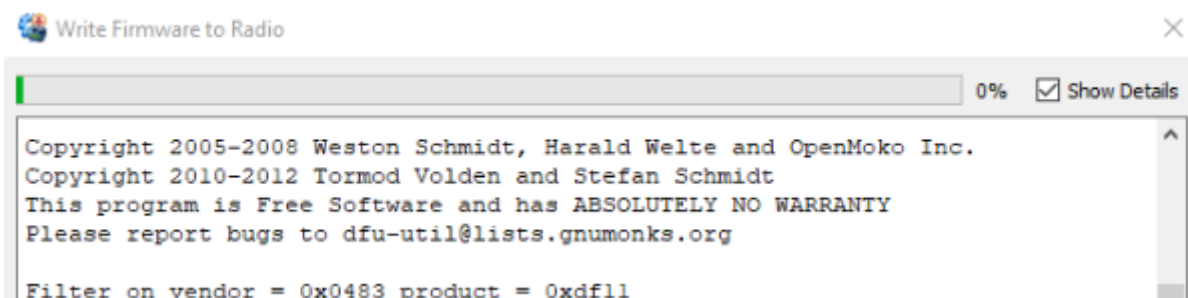 Write Firmware to Radio
0% Show Details
Copyright 2005-2008 Weston Schmidt, Harald Welte and OpenMoko Inc.
Copyright 2010-2012 Tormod Volden and Stefan Schmidt
This program is Free Software and has ABSOLUTELY NO WARRANTY
Please report bugs to dfu-util@lists.gnumonks.org
Filter on vendor = 0x0483 product = 0xdf11